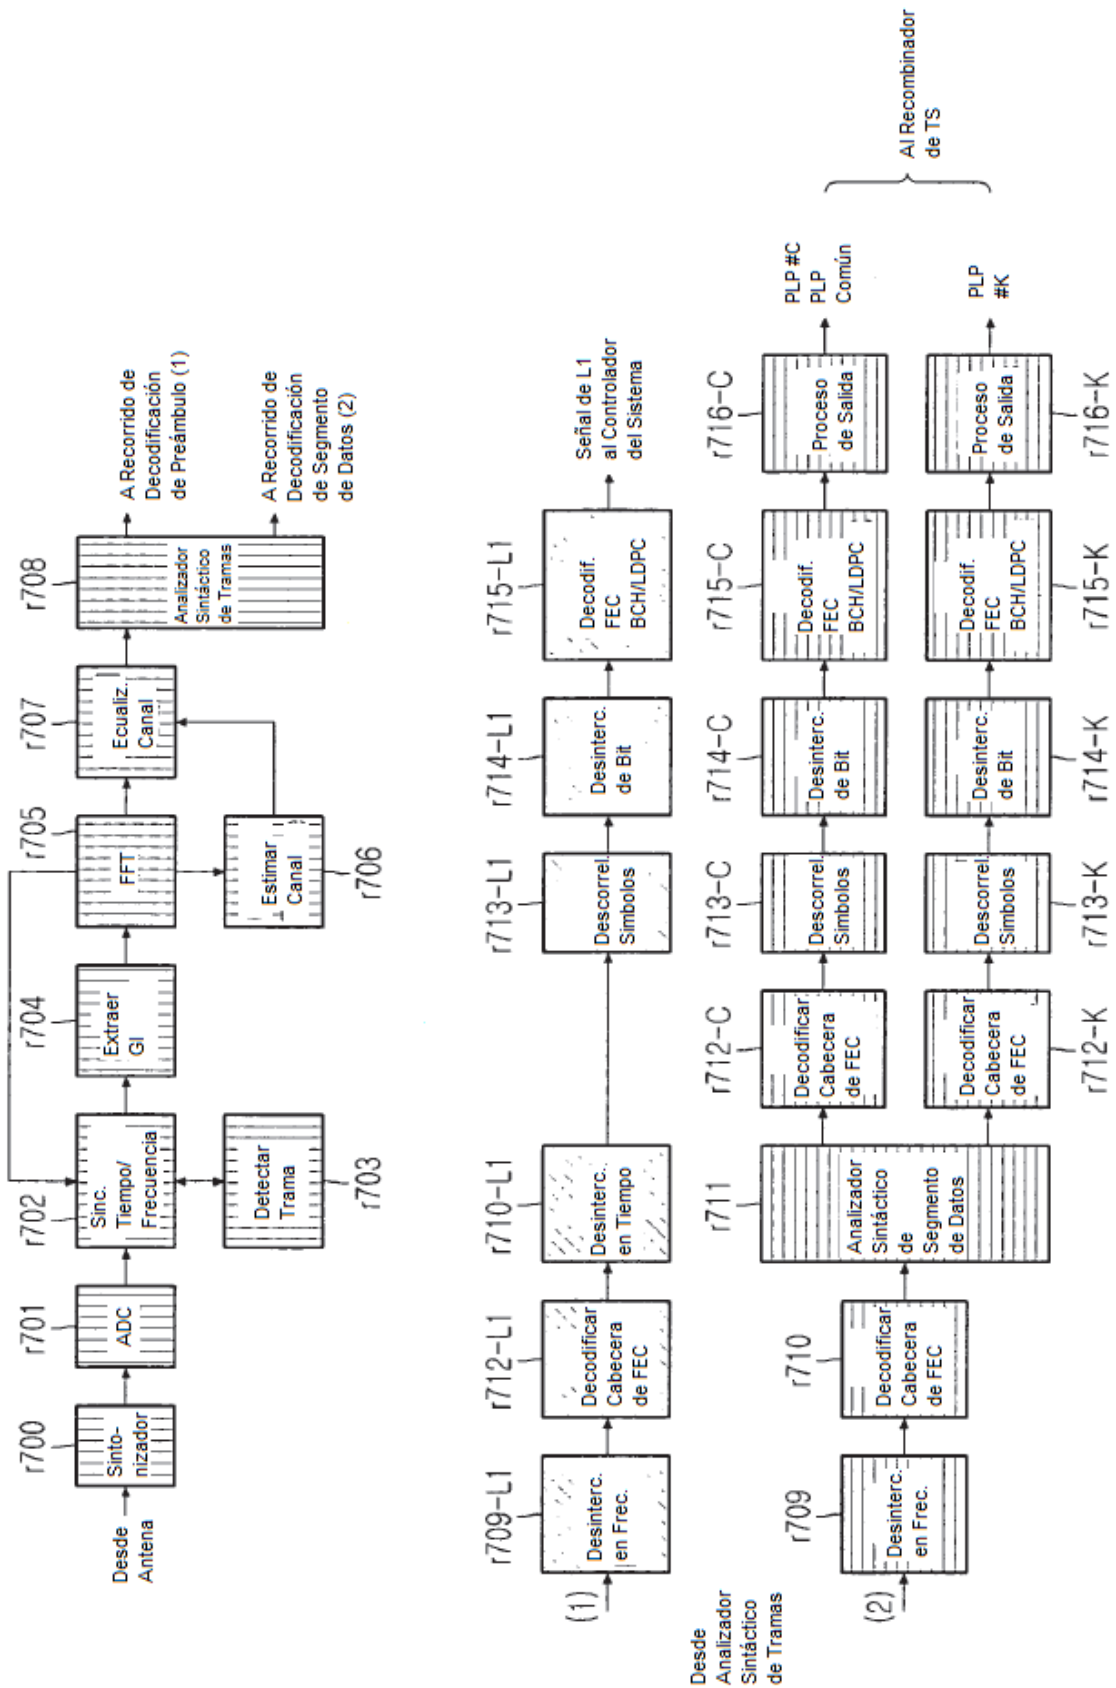 r700
r701
r702
r704
r705
r707
r708
Desde
Antena
Sinto-
nizador
ADC
Sinc.
Tiempo/
Frecuencia
Extraer
GI
FFT
Ecualiz.
Canal
Analizador
Sintáctico
de Tramas
A Recorrido de
Decodificación
de Preámbulo (1)
A Recorrido de
Decodificación
de Segmento
de Datos (2)
Detectar
Trama
r703
Estimar
Canal
r706
r709-L1
r712-L1
r710-L1
r713-L1
r714-L1
r715-L1
(1)
Desinterc.
en Frec.
Decodificar
Cabecera
de FEC
Desinterc.
en Tiempo
Descorrel.
Simbolos
Desinterc.
de Bit
Decodif.
FEC
BCH/LDPC
Señal de L1
al Controlador
del Sistema
Desde
Analizador
Sintáctico
de Tramas
r709
r710
r711
r712-C
r713-C
r714-C
r715-C
r716-C
(2)
Desinterc.
en Frec.
Decodificar
Cabecera
de FEC
Analizador
Sintáctico
de
Segmento
de Datos
Decodificar
Cabecera
de FEC
Descorrel.
Simbolos
Desinterc.
de Bit
Decodif.
FEC
BCH/LDPC
Proceso
de Salida
PLP #C
PLP
Común
Decodificar
Cabecera
de FEC
Descorrel.
Simbolos
Desinterc.
de Bit
Decodif.
FEC
BCH/LDPC
Proceso
de Salida
PLP
#K
r712-K
r713-K
r714-K
r715-K
r716-K
Al Recombinador
de TS